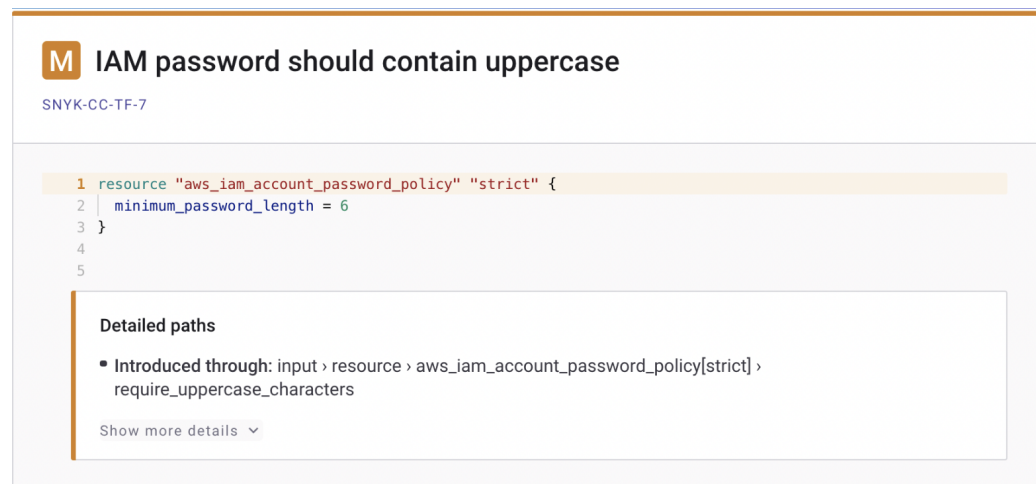 M IAM password should contain uppercase
SNYK-CC-TF-7
1 resource "aws_iam_account_password_policy" "strict" {
2 minimum_password_length = 6
3 }
4
5
Detailed paths
• Introduced through: input › resource › aws_iam_account_password_policy[strict] ›
require_uppercase_characters
Show more details